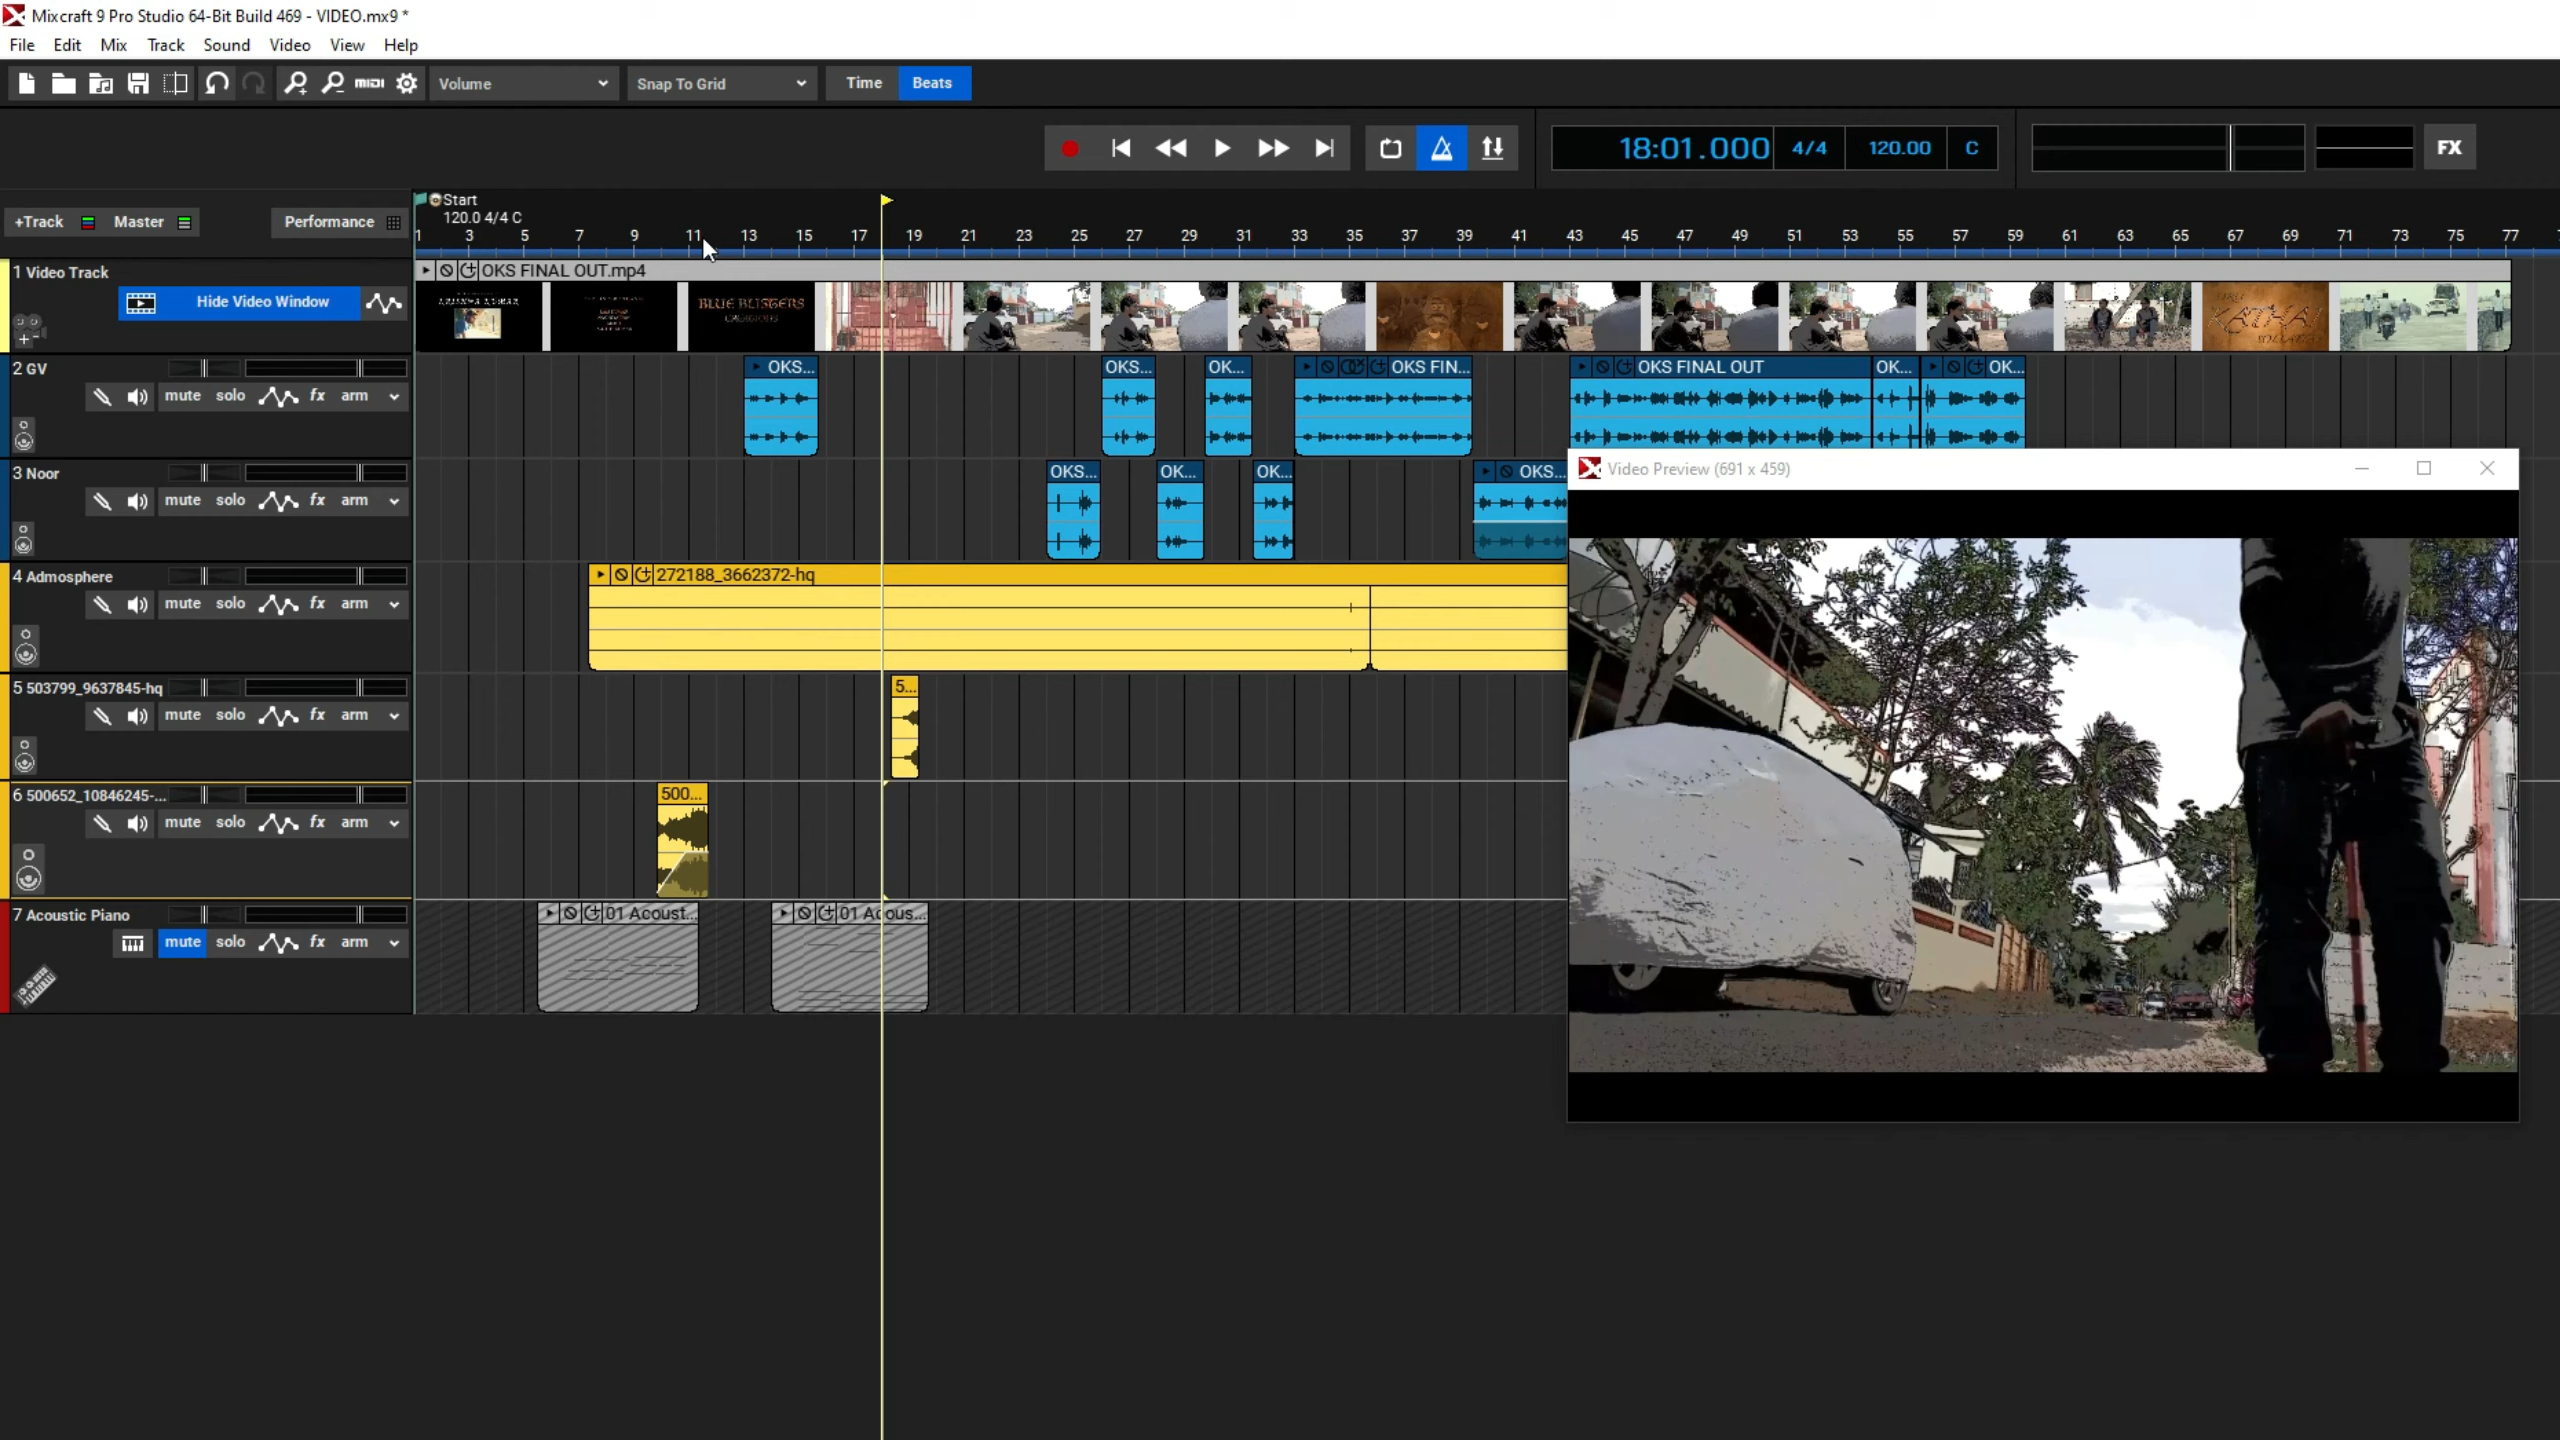 Mixcraft 9 Pro Studio 64-Bit Build 469 - VIDEO.mx9 *
File Edit Mix Track Sound Video View Help
MIDI Volume Snap To Grid Time Beats
18:01.000 4/4 120.00 C FX
Start
120.0 4/4 C
+Track Master Performance
1 3 5 7 9 11 13 15 17 19 21 23 25 27 29 31 33 35 37 39 41 43 45 47 49 51 53 55 57 59 61 63 65 67 69 71 73 75 77
1 Video Track
OKS FINAL OUT.mp4
Hide Video Window
BLUE BLISTERS
KATHAI
2 GV
OKS... OKS... OK... OKS FIN... OKS FINAL OUT OK... OK...
mute solo fx arm
3 Noor
OKS... OK... OK... OKS...
mute solo fx arm
Video Preview (691 x 459)
4 Admosphere
272188_3662372-hq
mute solo fx arm
5 503799_9637845-hq
5...
mute solo fx arm
6 500652_10846245-...
500...
mute solo fx arm
7 Acoustic Piano
01 Acoust... 01 Acous...
mute solo fx arm